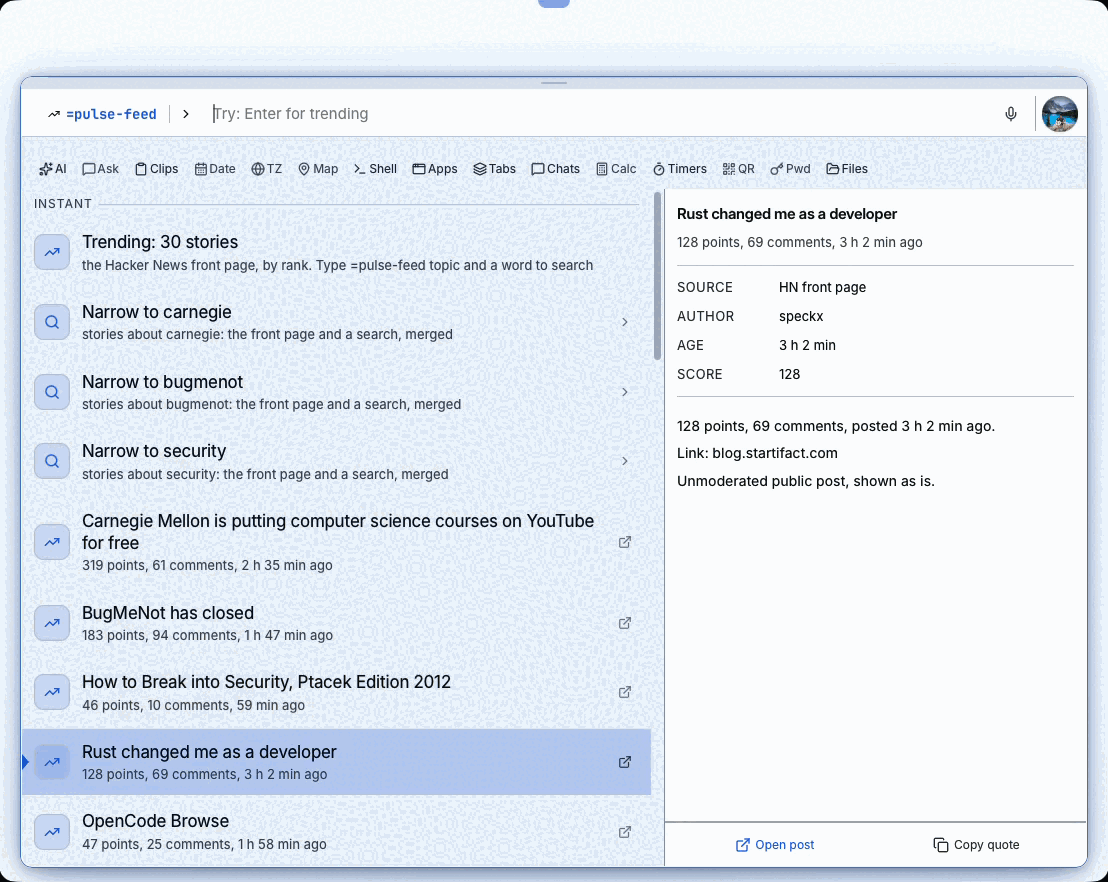 =pulse-feed
Try: Enter for trending
AI Ask Clips Date TZ Map Shell Apps Tabs Chats Calc Timers QR Pwd Files
INSTANT
Trending: 30 stories
the Hacker News front page, by rank. Type =pulse-feed topic and a word to search
Narrow to carnegie
stories about carnegie: the front page and a search, merged
Narrow to bugmenot
stories about bugmenot: the front page and a search, merged
Narrow to security
stories about security: the front page and a search, merged
Carnegie Mellon is putting computer science courses on YouTube
for free
319 points, 61 comments, 2 h 35 min ago
BugMeNot has closed
183 points, 94 comments, 1 h 47 min ago
How to Break into Security, Ptacek Edition 2012
46 points, 10 comments, 59 min ago
Rust changed me as a developer
128 points, 69 comments, 3 h 2 min ago
OpenCode Browse
47 points, 25 comments, 1 h 58 min ago
Rust changed me as a developer
128 points, 69 comments, 3 h 2 min ago
SOURCE HN front page
AUTHOR speckx
AGE 3 h 2 min
SCORE 128
128 points, 69 comments, posted 3 h 2 min ago.
Link: blog.startifact.com
Unmoderated public post, shown as is.
Open post
Copy quote